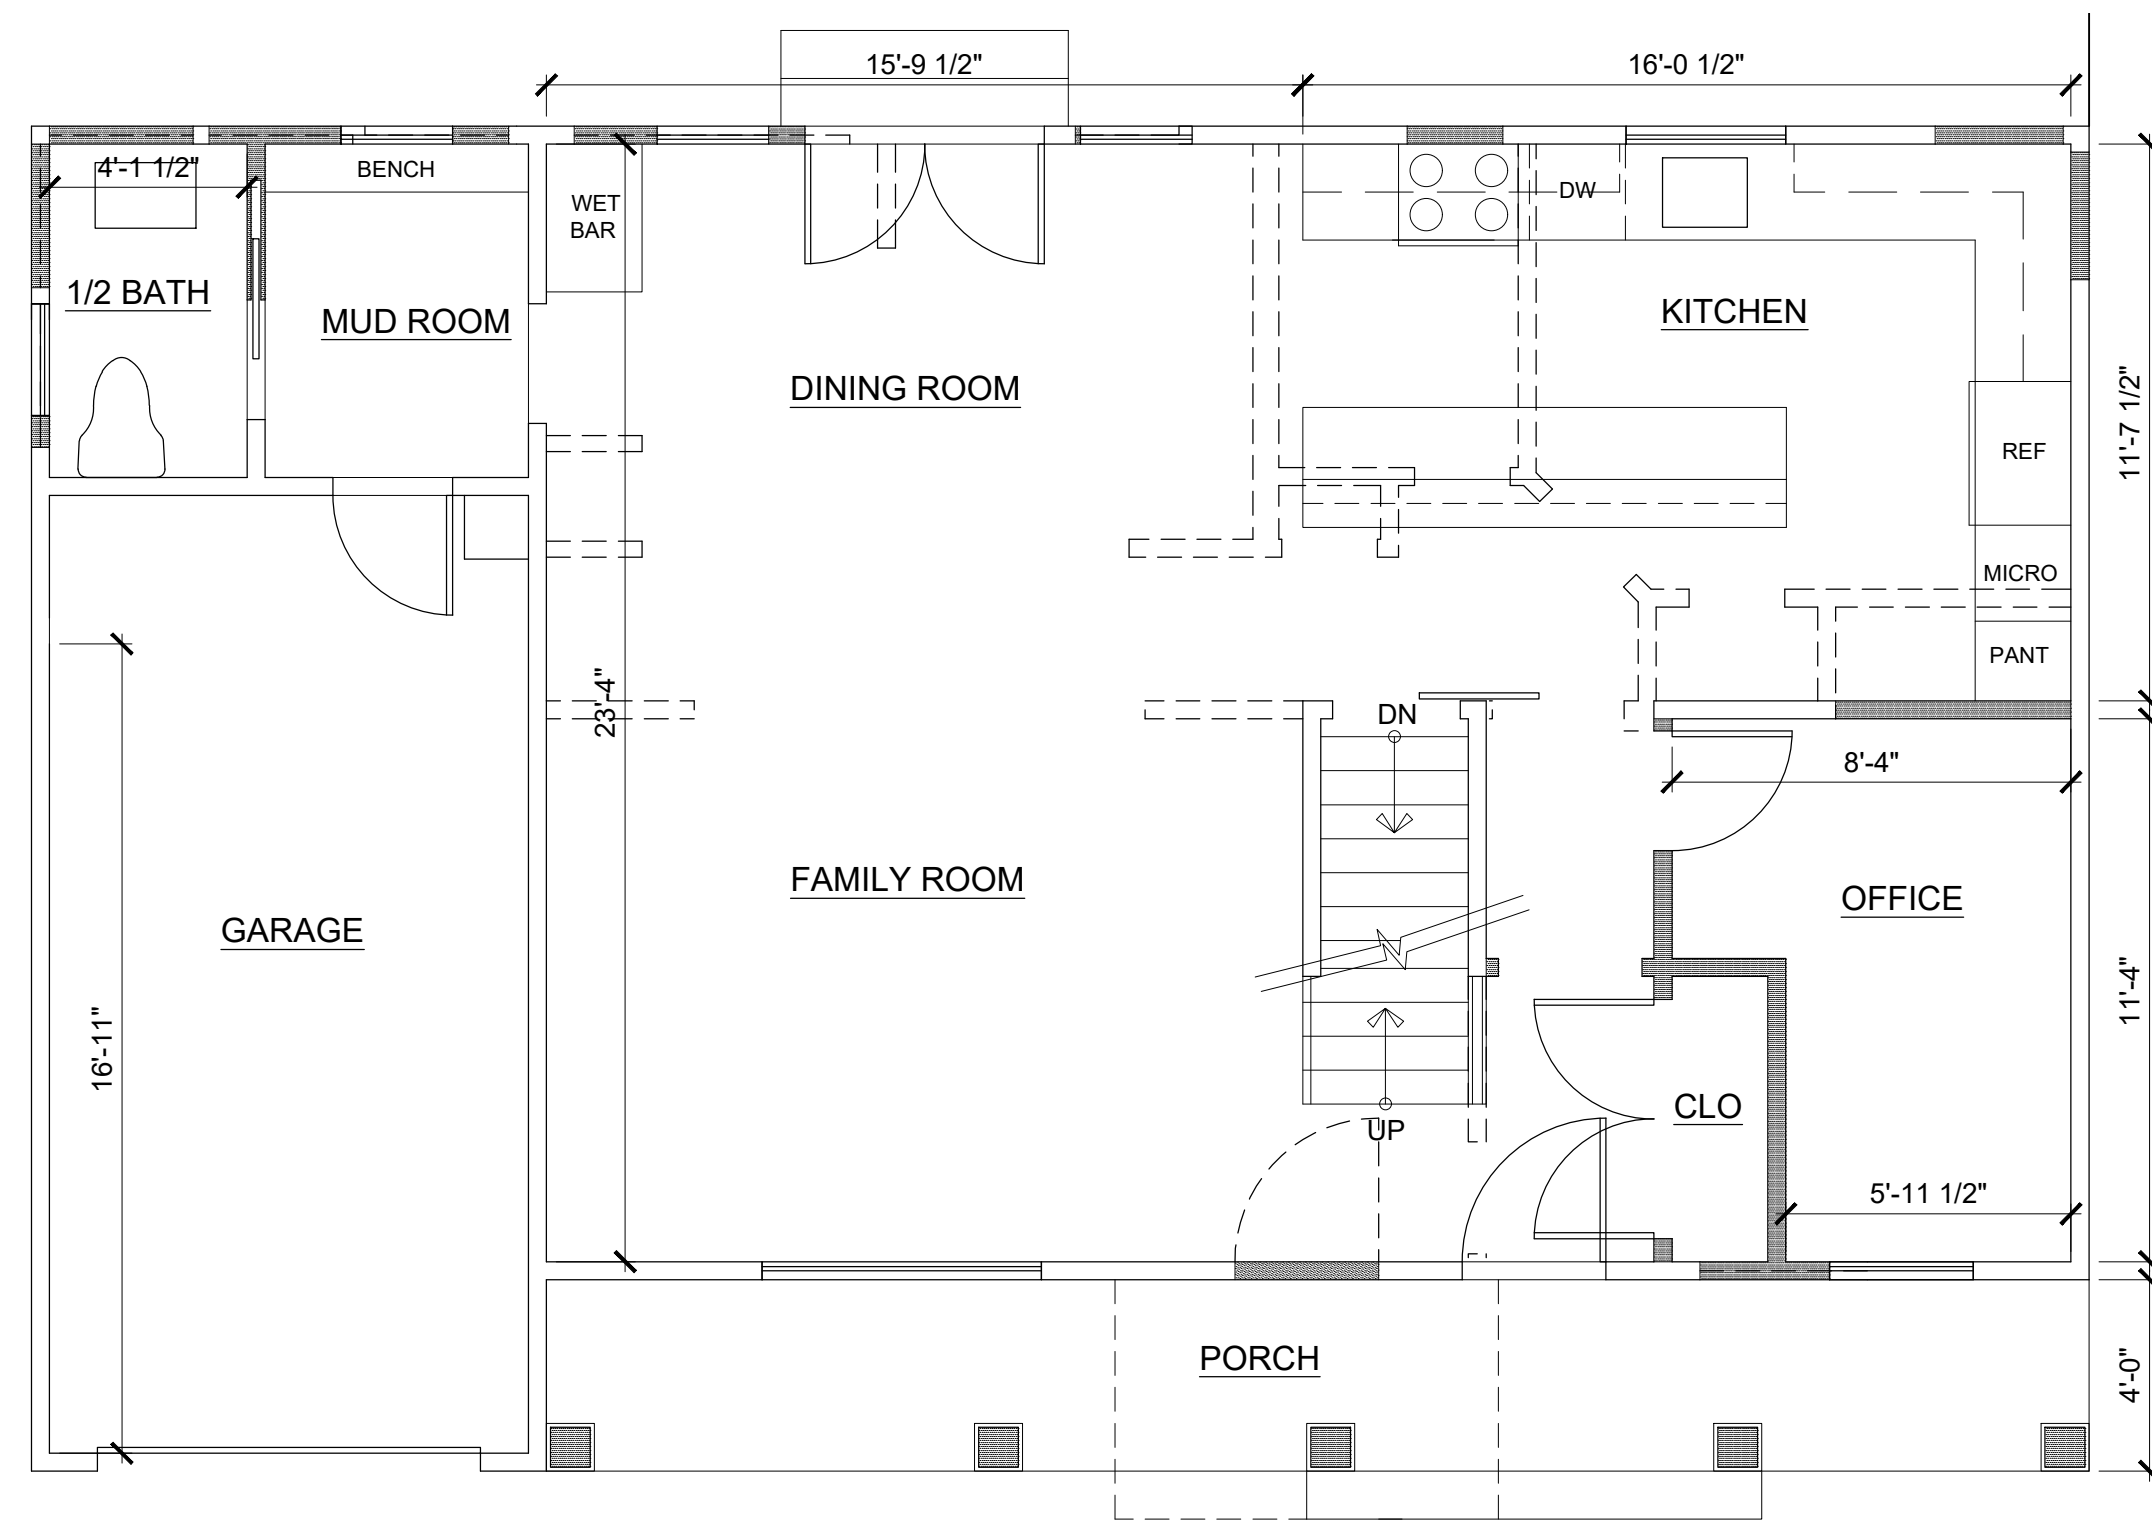 15'-9 1/2"
16'-0 1/2"
4'-1 1/2"
BENCH
WET
BAR
DW
1/2 BATH
MUD ROOM
KITCHEN
DINING ROOM
11'-7 1/2"
REF
MICRO
PANT
23'-4"
DN
8'-4"
FAMILY ROOM
OFFICE
GARAGE
11'-4"
16'-11"
CLO
UP
5'-11 1/2"
PORCH
4'-0"